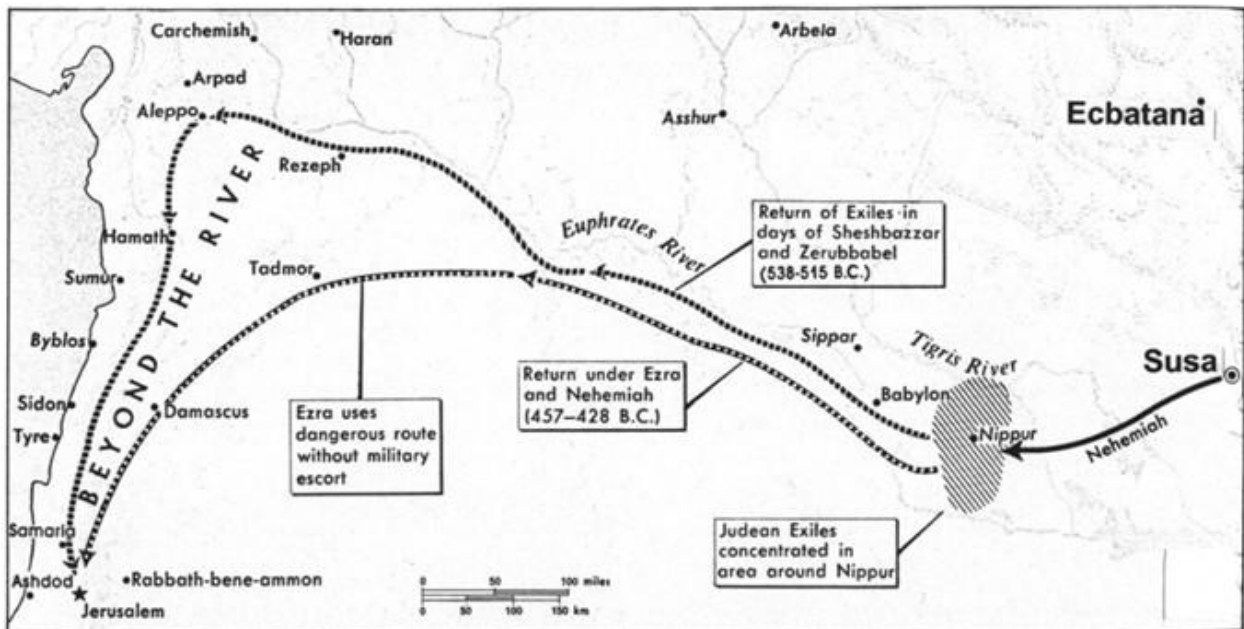 Carchemish
Haran
Arbela
Arpad
Aleppo
Asshur
Ecbatana
Rezeph
BEYOND THE RIVER
Euphrates River
Return of Exiles in
days of Sheshbazzar
and Zerubbabel
(538-515 B.C.)
Hamath
Tadmor
Sumur
Byblos
Sippar
Tigris River
Susa
Return under Ezra
and Nehemiah
(457–428 B.C.)
Babylon
Sidon
Damascus
Ezra uses
dangerous route
without military
escort
Tyre
Nippur
Nehemiah
Samaria
Judean Exiles
concentrated in
area around Nippur
Ashdod
Rabbath-bene-ammon
Jerusalem
0 50 100 miles
0 50 100 150 km